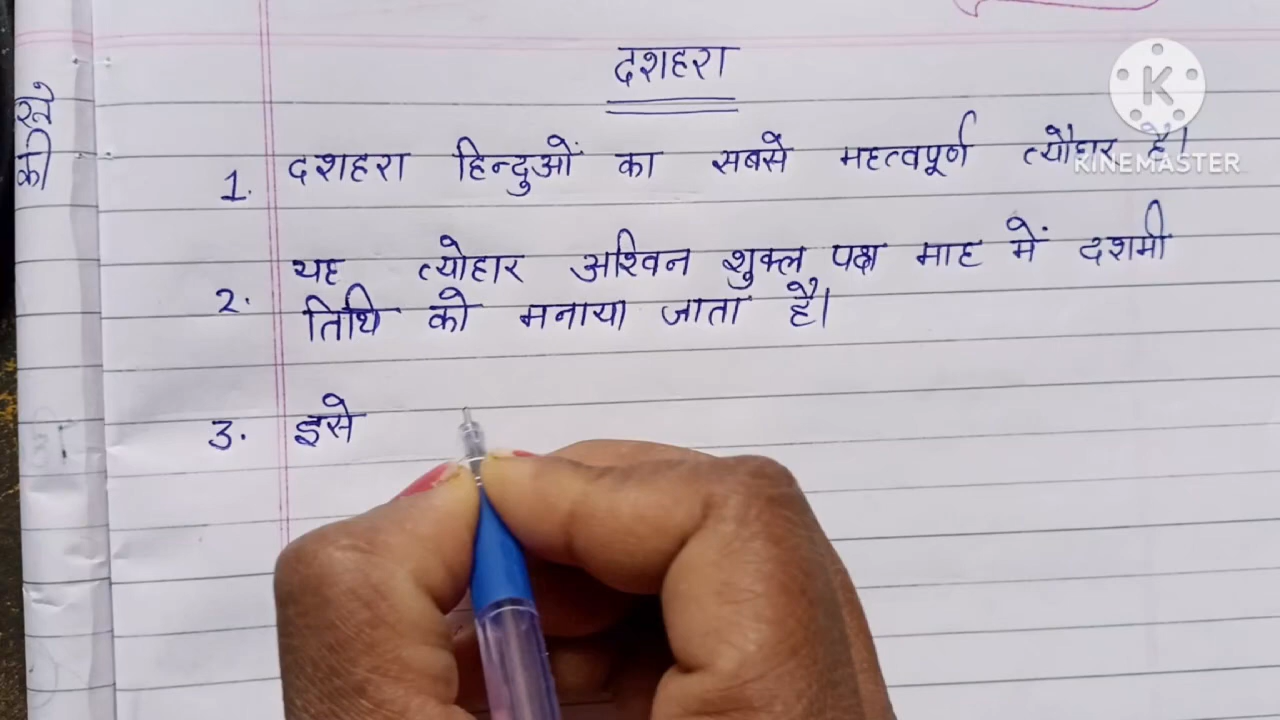 दशहरा
1. दशहरा हिन्दुओं का सबसे महत्वपूर्ण त्यौहार है।
2. यह त्योहार अश्विन शुक्ल पक्ष माह में दशमी
तिथि को मनाया जाता है।
3. इसे
K
KINEMASTER
की